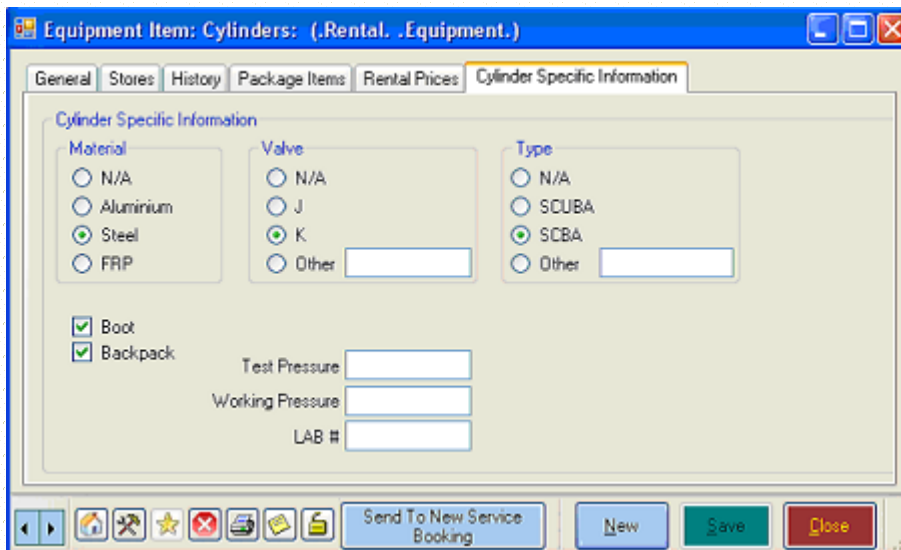 Equipment Item: Cylinders: (.Rental. .Equipment.)
General Stores History Package Items Rental Prices Cylinder Specific Information
Cylinder Specific Information
Material Valve Type
N/A N/A N/A
Aluminium J SCUBA
Steel K SCBA
FRP Other Other
Boot
Backpack
Test Pressure
Working Pressure
LAB #
Send To New Service
Booking
New Save Close